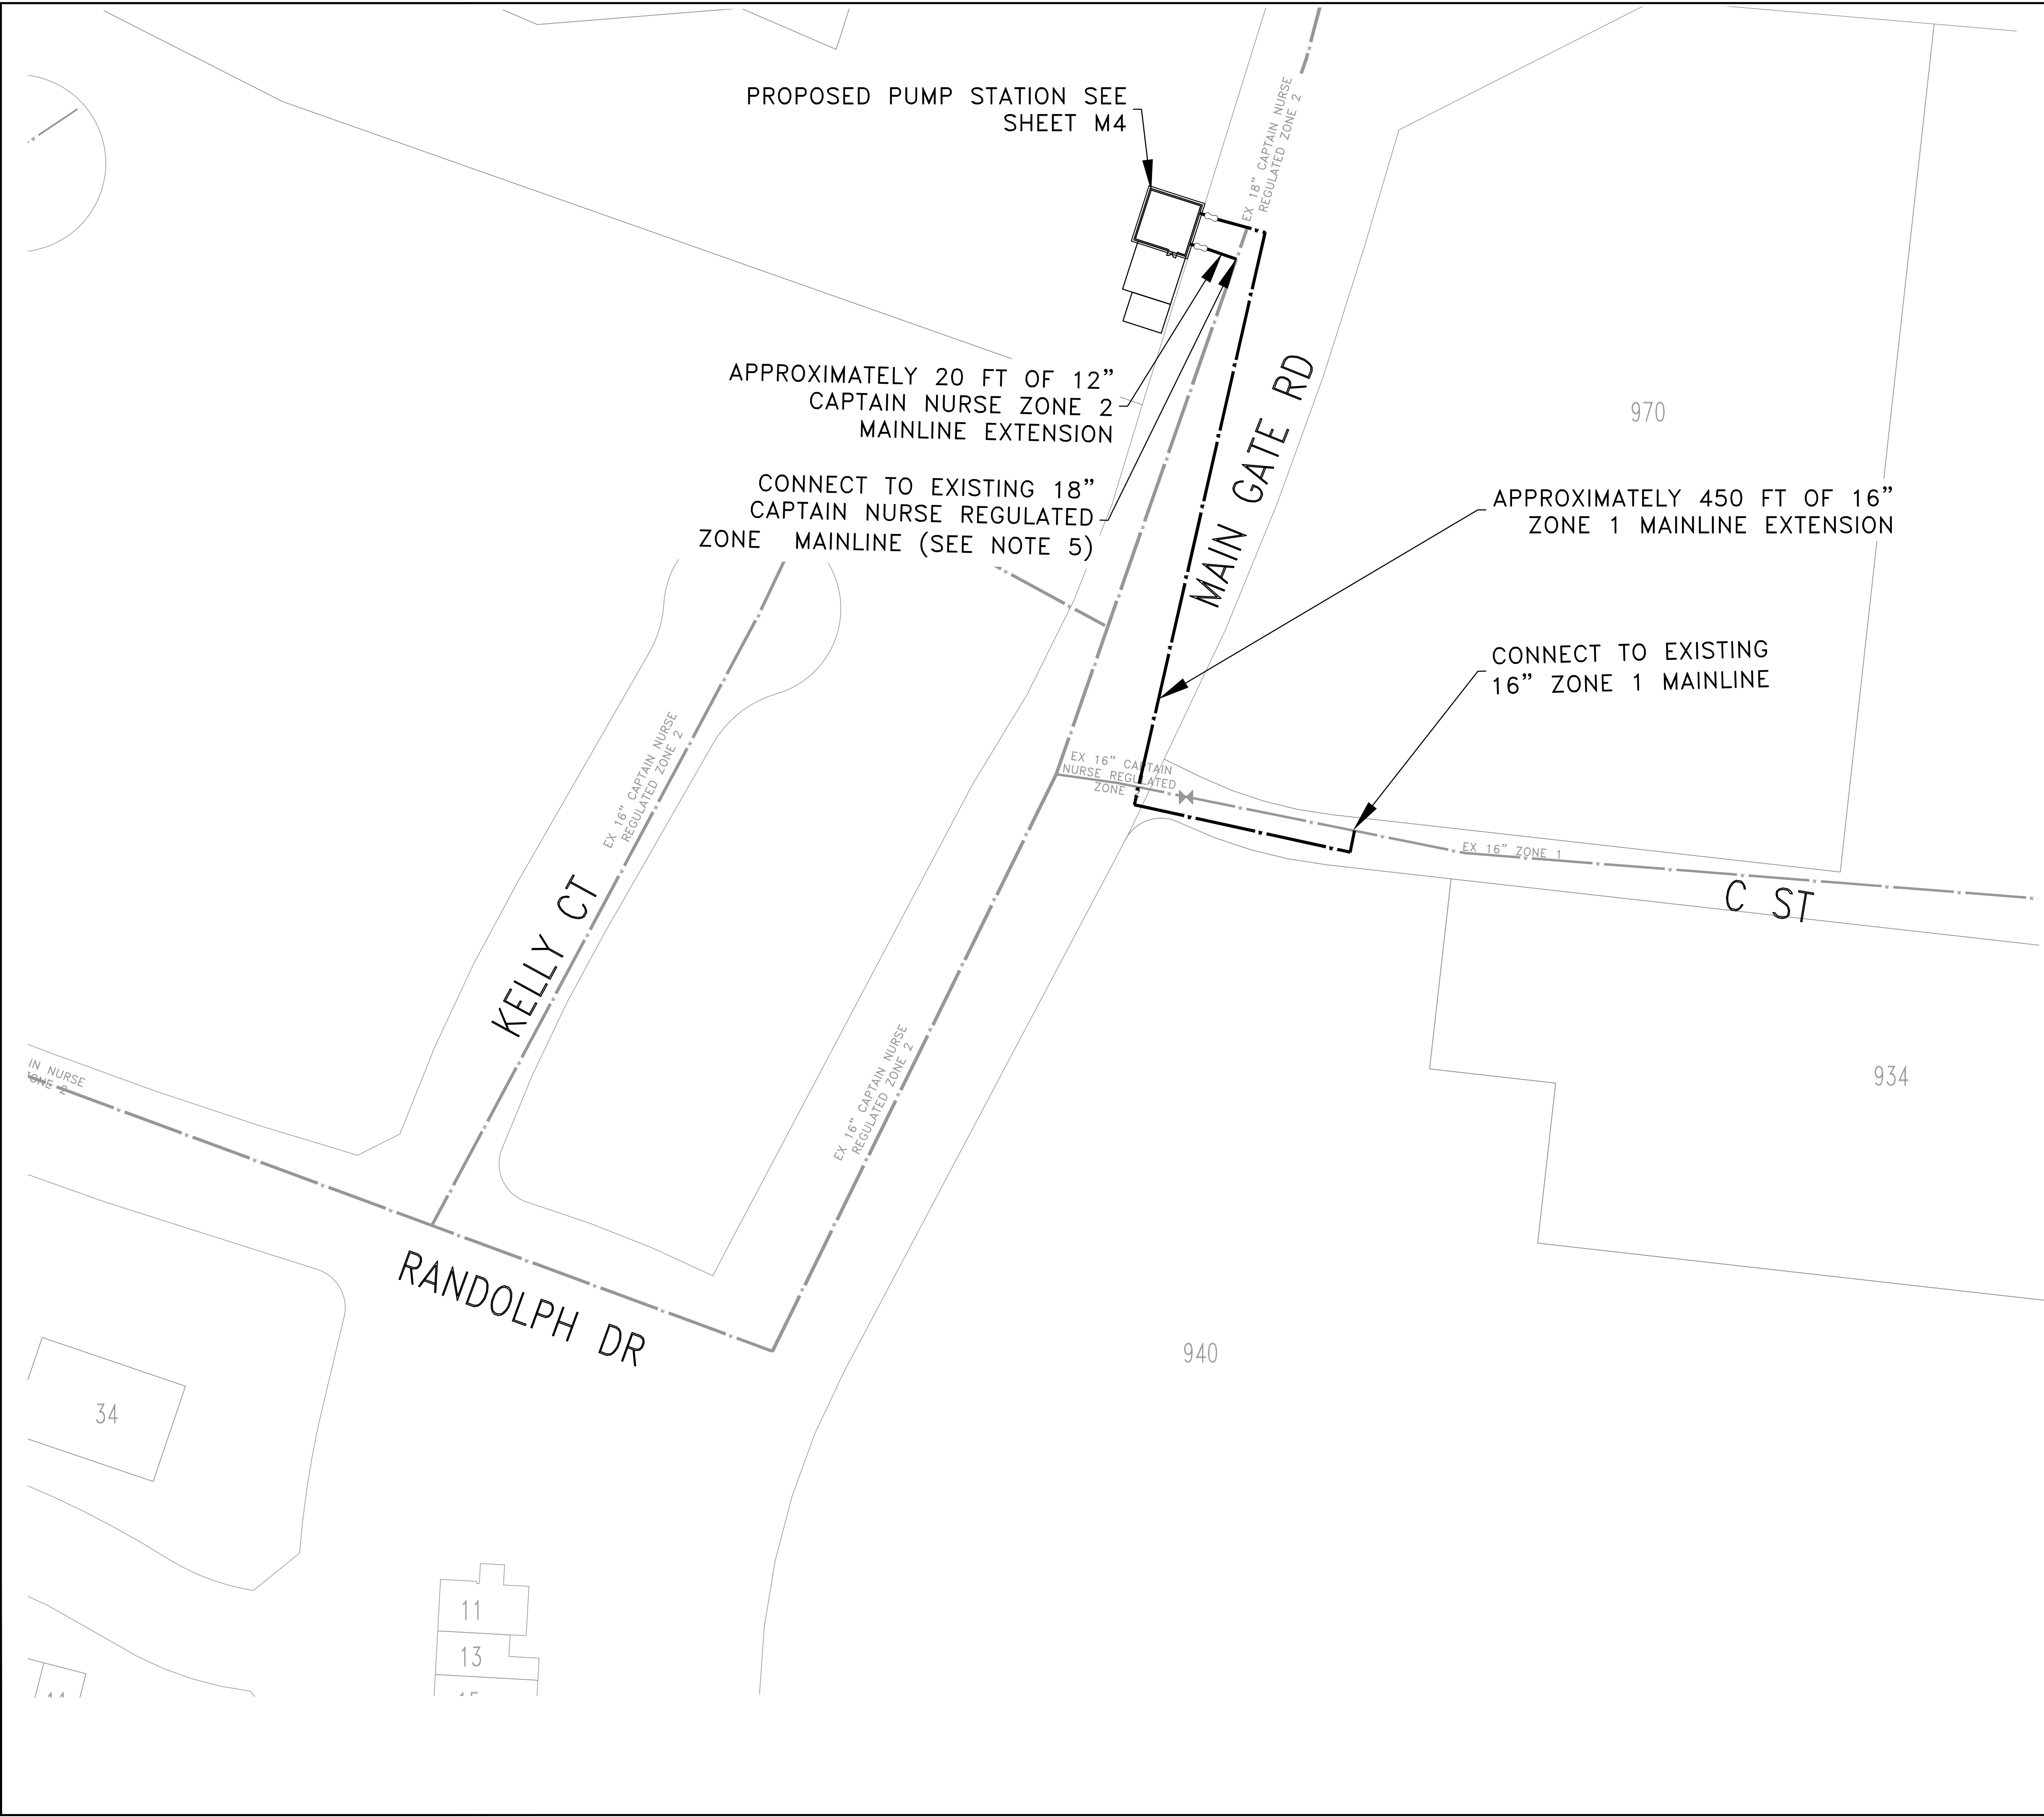 PROPOSED PUMP STATION SEE
SHEET M4
EX 18" CAPTAIN NURSE
REGULATED ZONE 2
APPROXIMATELY 20 FT OF 12"
CAPTAIN NURSE ZONE 2
MAINLINE EXTENSION
MAIN GATE RD
970
CONNECT TO EXISTING 18"
CAPTAIN NURSE REGULATED
ZONE MAINLINE (SEE NOTE 5)
APPROXIMATELY 450 FT OF 16"
ZONE 1 MAINLINE EXTENSION
CONNECT TO EXISTING
16" ZONE 1 MAINLINE
EX 16" CAPTAIN NURSE
REGULATED ZONE 2
EX 16" CAPTAIN
NURSE REGULATED
ZONE
EX 16" ZONE 1
C ST
KELLY CT
IN NURSE
ONE 2
EX 16" CAPTAIN NURSE
REGULATED ZONE 2
934
RANDOLPH DR
940
34
11
13